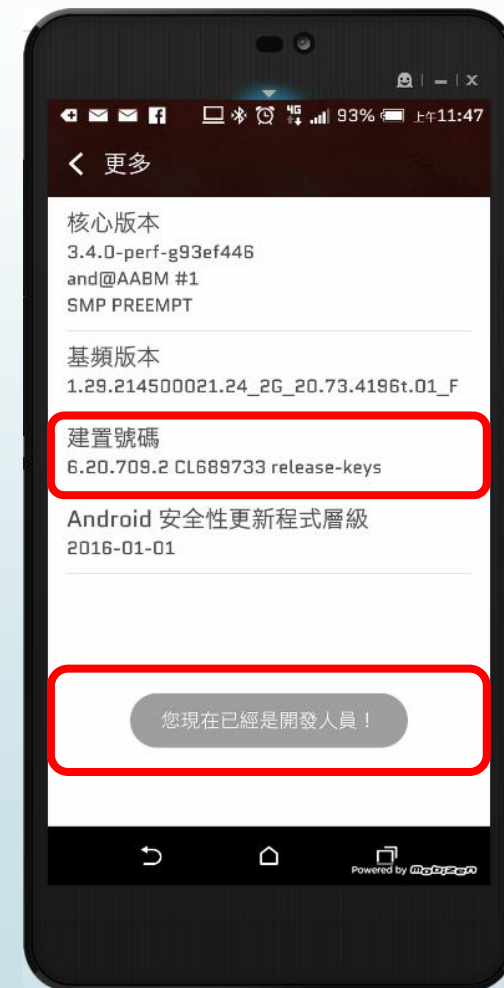 93% 上午11:47
更多
核心版本
3.4.0-perf-g93ef446
and@AABM #1
SMP PREEMPT
基頻版本
1.29.214500021.24_2G_20.73.4196t.01_F
建置號碼
6.20.709.2 CL689733 release-keys
Android 安全性更新程式層級
2016-01-01
您現在已經是開發人員！
Powered by mobizen